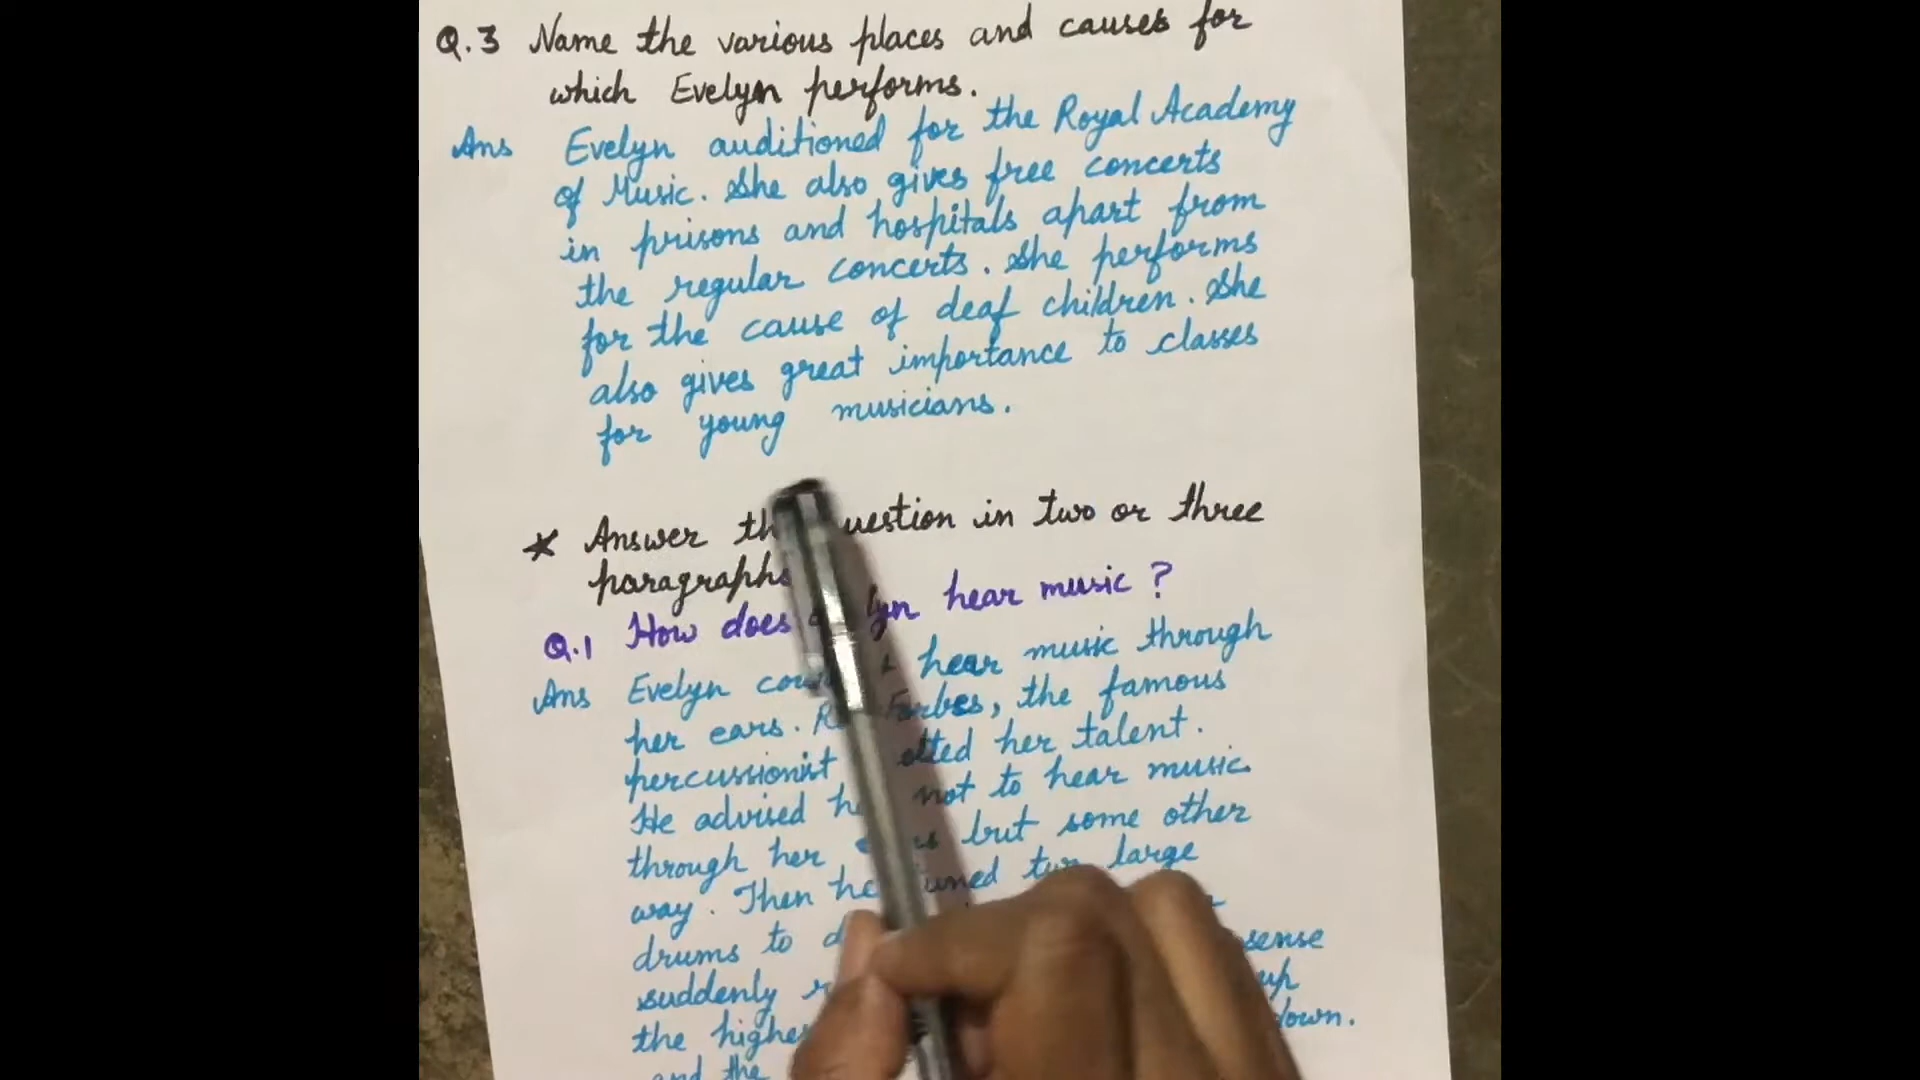 Q.3 Name the various places and causes for
which Evelyn performs.
Ans Evelyn auditioned for the Royal Academy
of Music. She also gives free concerts
in prisons and hospitals apart from
the regular concerts. She performs
for the cause of deaf children. She
also gives great importance to classes
for young musicians.
* Answer the question in two or three
paragraphs
Q.1 How does hear music ?
Ans Evelyn hear music through
her ears. Forbes, the famous
percussionist her talent.
He advised not to hear music
through her but some other
way. Then he tuned two large
drums to
sense
suddenly up
the down.
and the